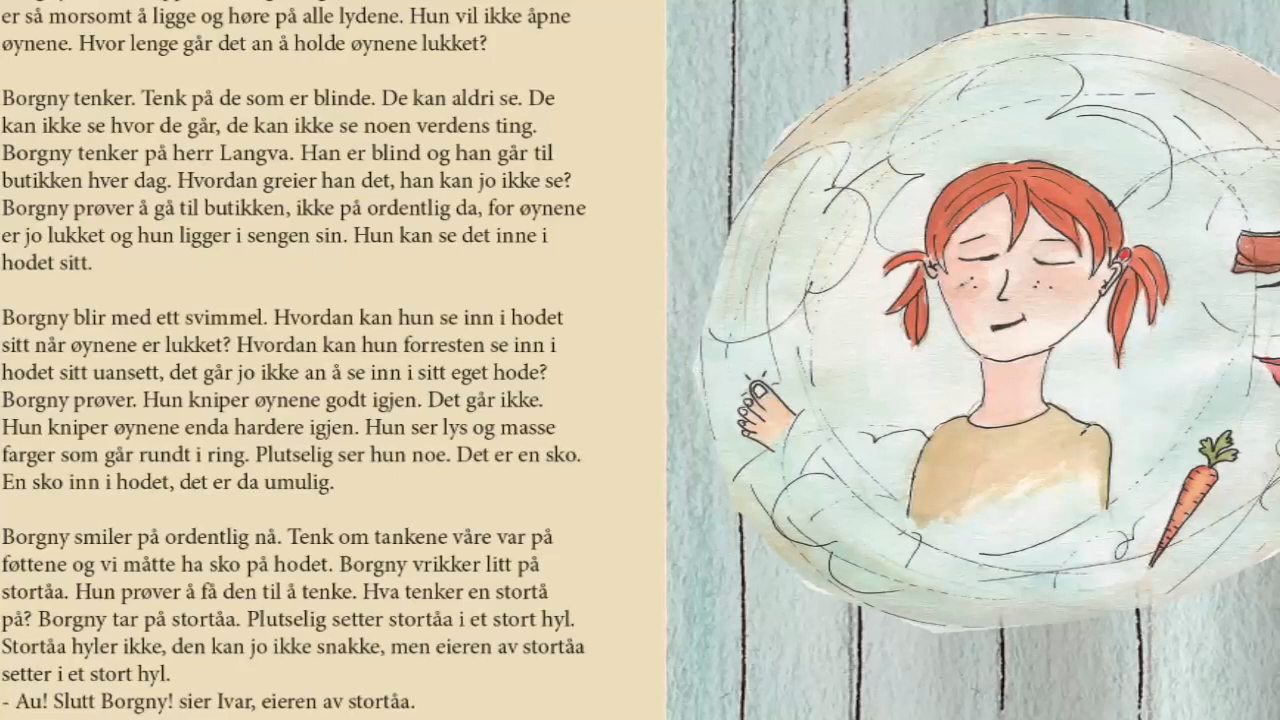 er så morsomt å ligge og høre på alle lydene. Hun vil ikke åpne
øynene. Hvor lenge går det an å holde øynene lukket?
Borgny tenker. Tenk på de som er blinde. De kan aldri se. De
kan ikke se hvor de går, de kan ikke se noen verdens ting.
Borgny tenker på herr Langva. Han er blind og han går til
butikken hver dag. Hvordan greier han det, han kan jo ikke se?
Borgny prøver å gå til butikken, ikke på ordentlig da, for øynene
er jo lukket og hun ligger i sengen sin. Hun kan se det inne i
hodet sitt.
Borgny blir med ett svimmel. Hvordan kan hun se inn i hodet
sitt når øynene er lukket? Hvordan kan hun forresten se inn i
hodet sitt uansett, det går jo ikke an å se inn i sitt eget hode?
Borgny prøver. Hun kniper øynene godt igjen. Det går ikke.
Hun kniper øynene enda hardere igjen. Hun ser lys og masse
farger som går rundt i ring. Plutselig ser hun noe. Det er en sko.
En sko inn i hodet, det er da umulig.
Borgny smiler på ordentlig nå. Tenk om tankene våre var på
føttene og vi måtte ha sko på hodet. Borgny vrikker litt på
stortåa. Hun prøver å få den til å tenke. Hva tenker en stortå
på? Borgny tar på stortåa. Plutselig setter stortåa i et stort hyl.
Stortåa hyler ikke, den kan jo ikke snakke, men eieren av stortåa
setter i et stort hyl.
- Au! Slutt Borgny! sier Ivar, eieren av stortåa.